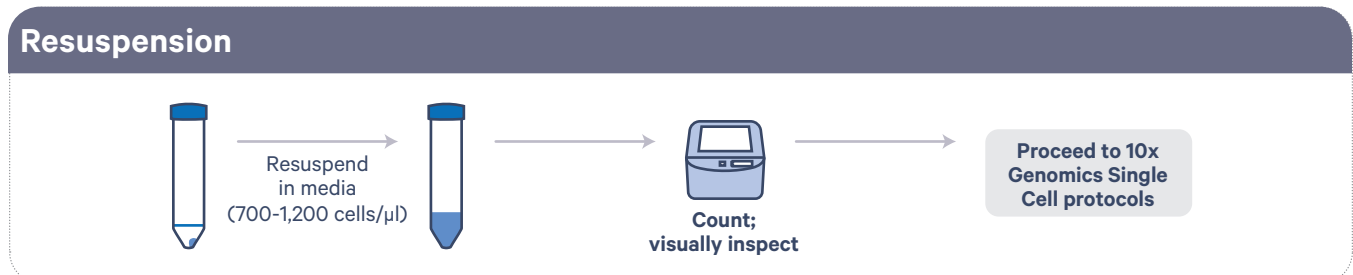 Resuspension
Resuspend
in media
(700-1,200 cells/µl)
Count;
visually inspect
Proceed to 10x
Genomics Single
Cell protocols